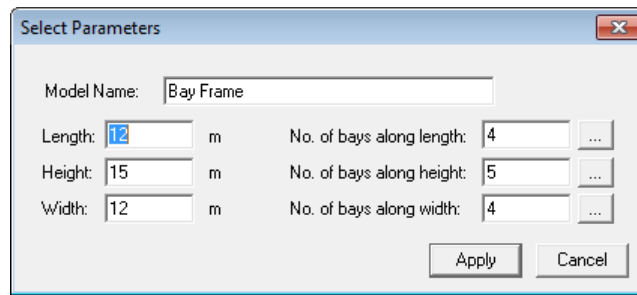 Select Parameters
Model Name: Bay Frame
Length: 12 m No. of bays along length: 4 ...
Height: 15 m No. of bays along height: 5 ...
Width: 12 m No. of bays along width: 4 ...
Apply Cancel